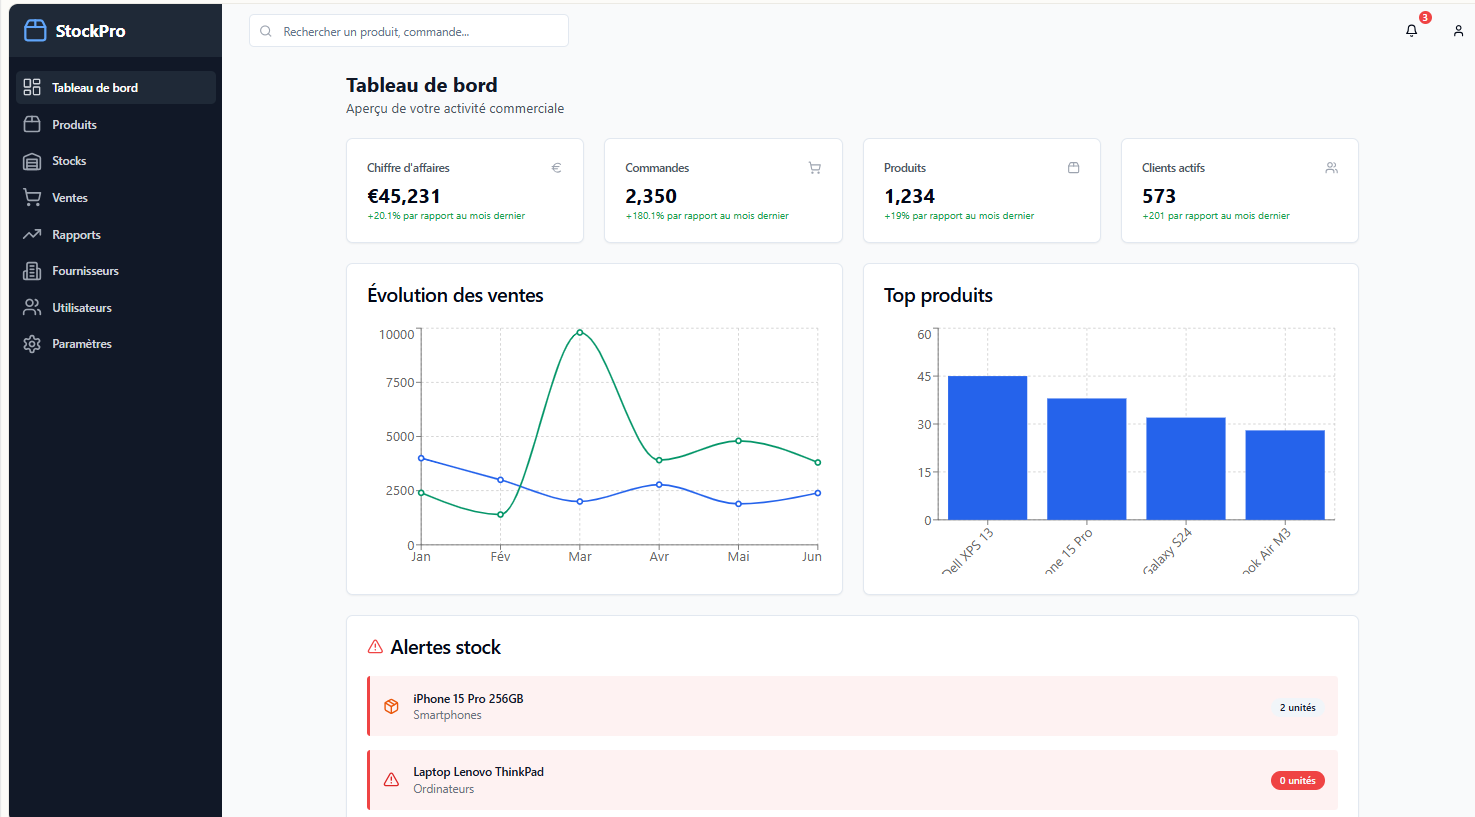 StockPro
Rechercher un produit, commande...
3
Tableau de bord
Produits
Stocks
Ventes
Rapports
Fournisseurs
Utilisateurs
Paramètres
Tableau de bord
Aperçu de votre activité commerciale
Chiffre d'affaires
€
€45,231
+20.1% par rapport au mois dernier
Commandes
2,350
+180.1% par rapport au mois dernier
Produits
1,234
+19% par rapport au mois dernier
Clients actifs
573
+201 par rapport au mois dernier
Évolution des ventes
10000
7500
5000
2500
0
Jan Fév Mar Avr Mai Jun
Top produits
60
45
30
15
0
Dell XPS 13
one 15 Pro
Galaxy S24
ook Air M3
Alertes stock
iPhone 15 Pro 256GB
Smartphones
2 unités
Laptop Lenovo ThinkPad
Ordinateurs
0 unités